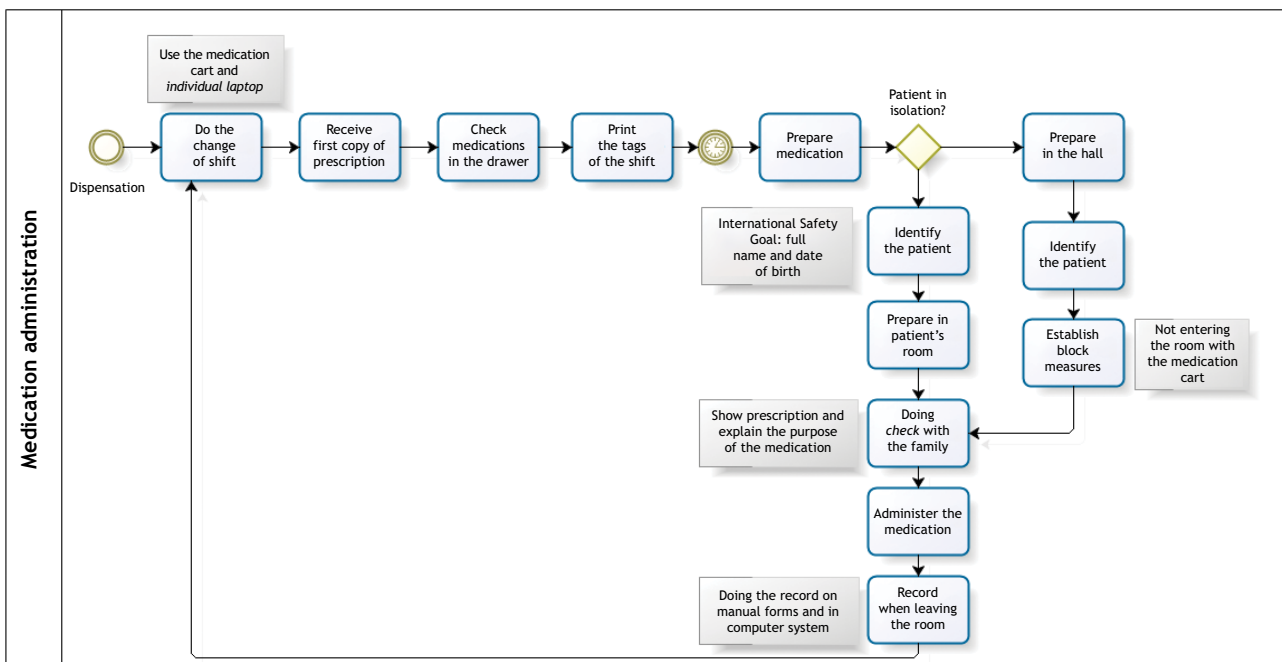 Medication administration
Use the medication
cart and
individual laptop
Dispensation
Do the
change
of shift
Receive
first copy of
prescription
Check
medications
in the drawer
Print
the tags
of the shift
Prepare
medication
Patient in
isolation?
Prepare
in the hall
International Safety
Goal: full
name and date
of birth
Identify
the patient
Identify
the patient
Prepare in
patient’s
room
Establish
block
measures
Not entering
the room with
the medication
cart
Show prescription and
explain the purpose
of the medication
Doing
check with
the family
Administer the
medication
Doing the record on
manual forms and in
computer system
Record
when leaving
the room